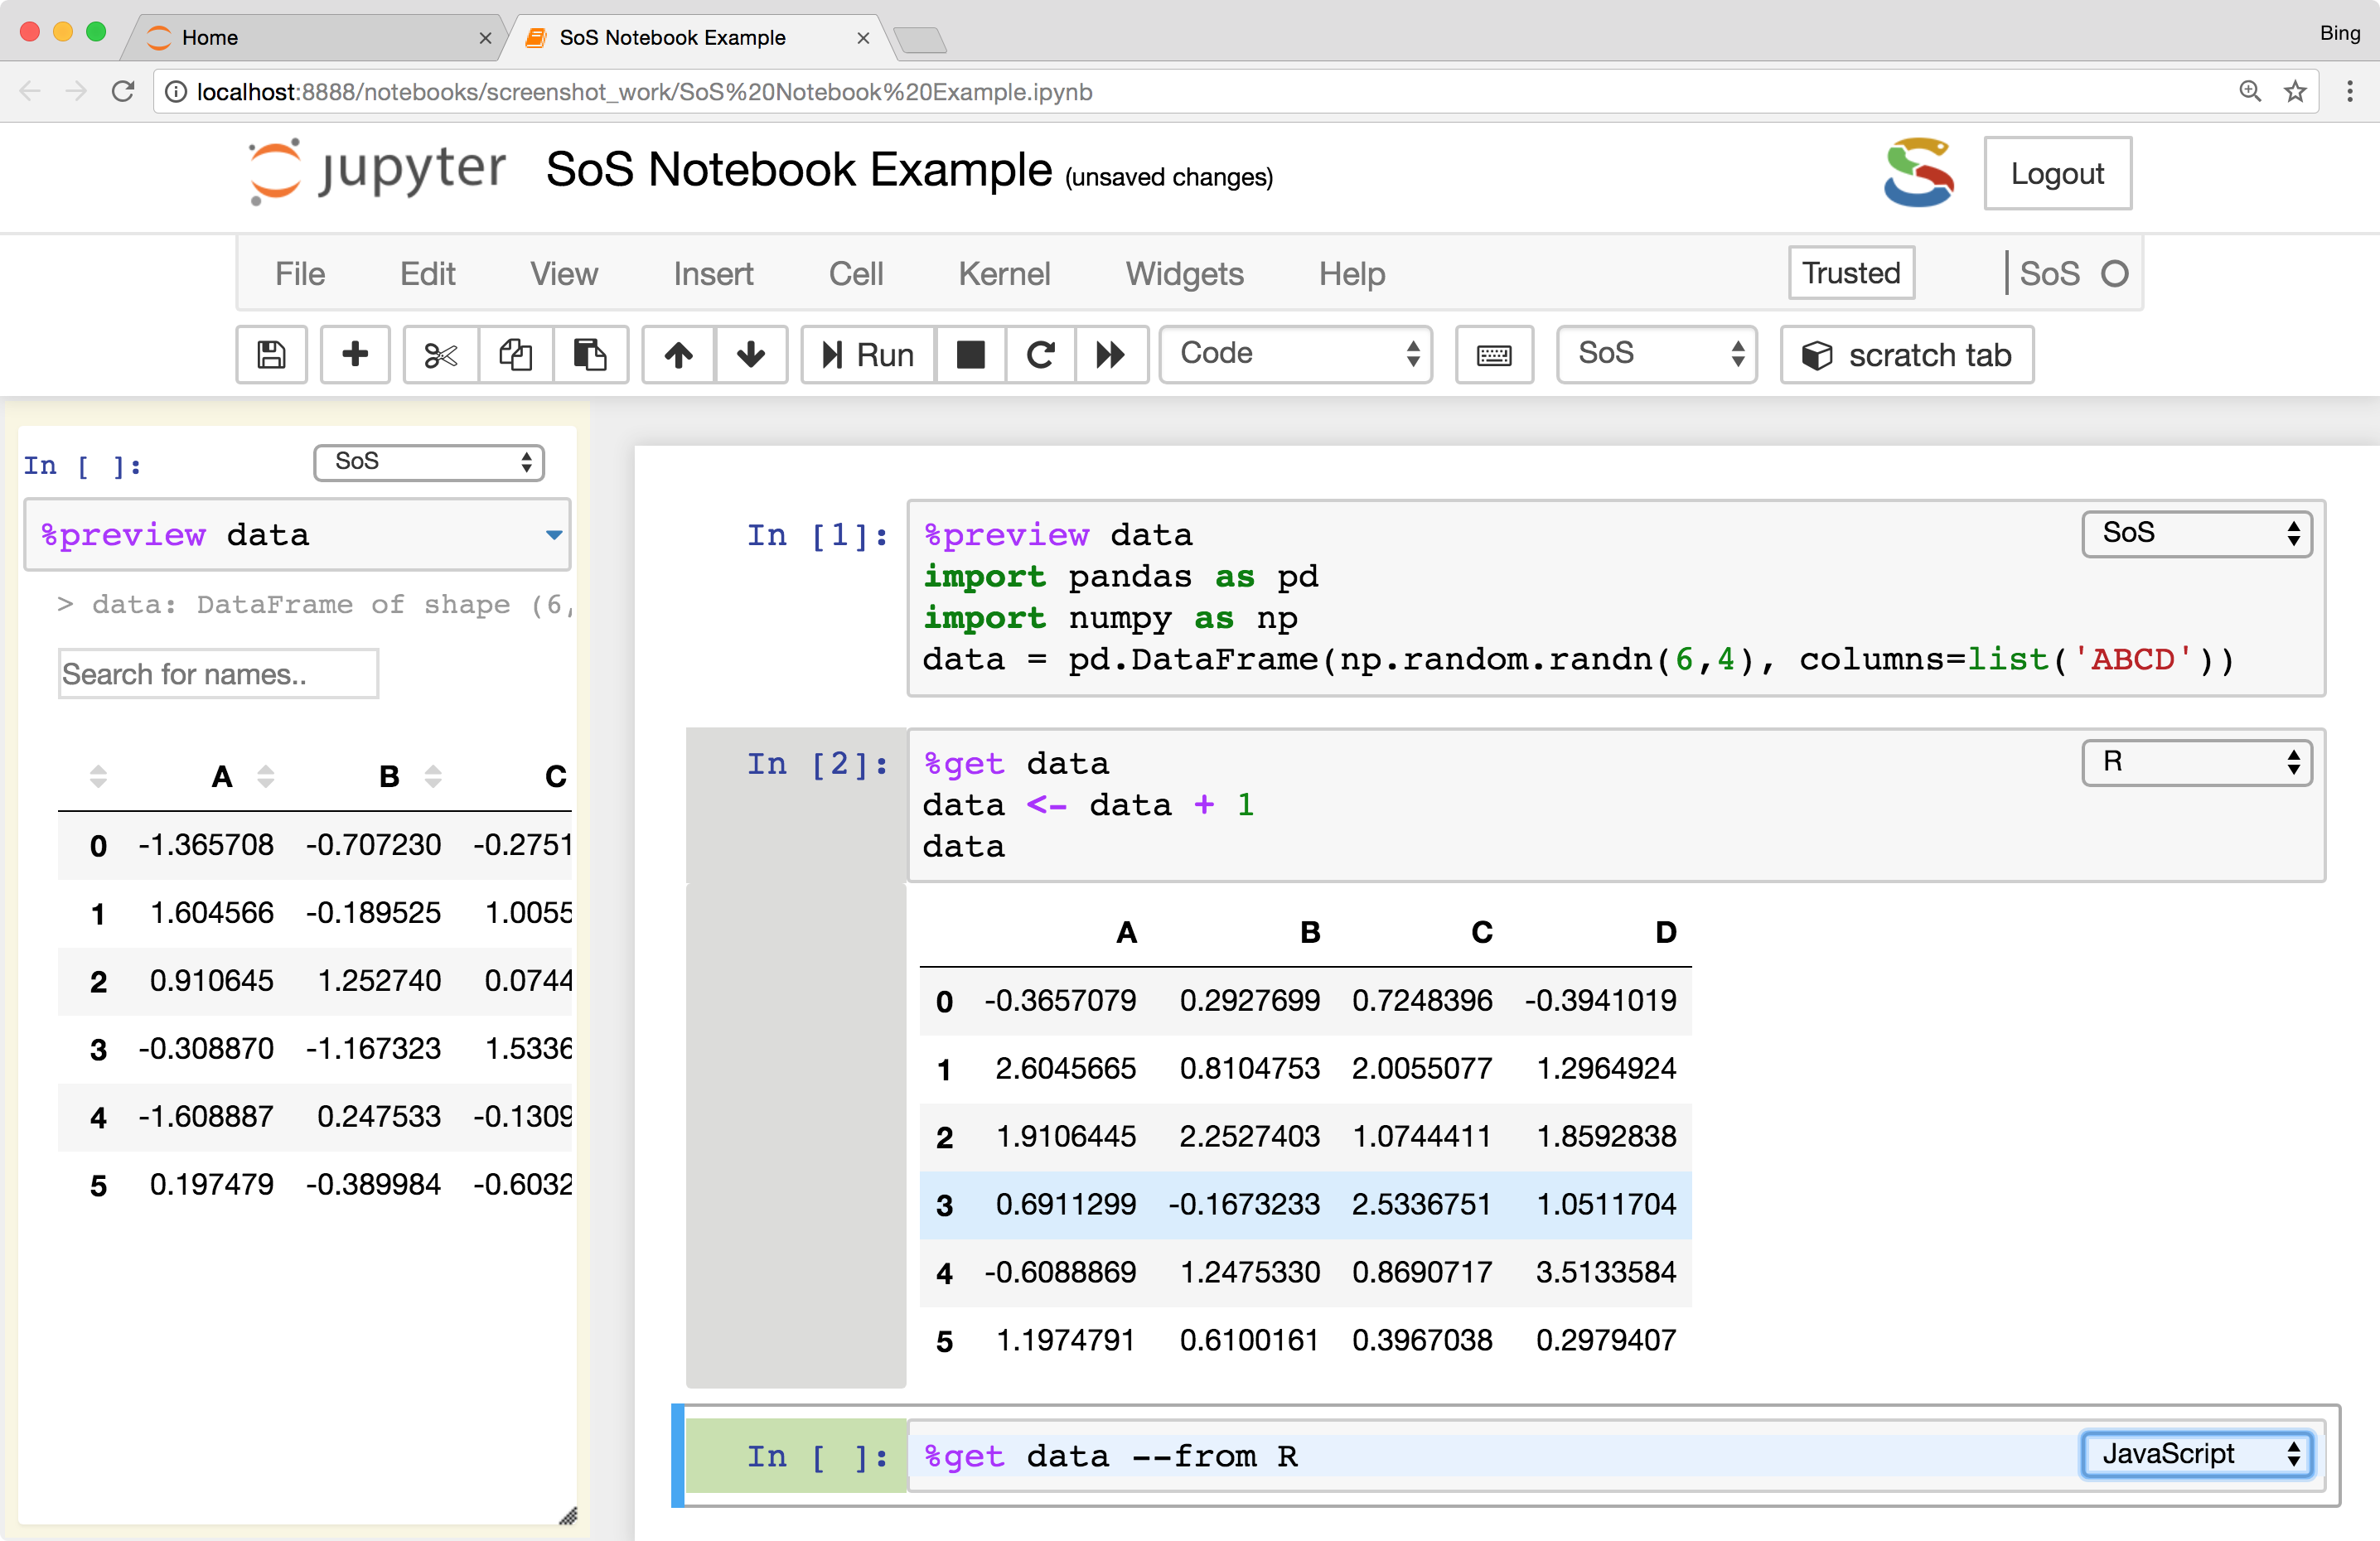 Home
SoS Notebook Example
Bing
localhost:8888/notebooks/screenshot_work/SoS%20Notebook%20Example.ipynb
jupyter SoS Notebook Example (unsaved changes)
Logout
File Edit View Insert Cell Kernel Widgets Help Trusted SoS
Run Code SoS scratch tab
In [ ]: SoS
%preview data
> data: DataFrame of shape (6,
Search for names..
A B C
0 -1.365708 -0.707230 -0.2751
1 1.604566 -0.189525 1.0055
2 0.910645 1.252740 0.0744
3 -0.308870 -1.167323 1.5336
4 -1.608887 0.247533 -0.1309
5 0.197479 -0.389984 -0.6032
In [1]: %preview data SoS
import pandas as pd
import numpy as np
data = pd.DataFrame(np.random.randn(6,4), columns=list('ABCD'))
In [2]: %get data R
data <- data + 1
data
A B C D
0 -0.3657079 0.2927699 0.7248396 -0.3941019
1 2.6045665 0.8104753 2.0055077 1.2964924
2 1.9106445 2.2527403 1.0744411 1.8592838
3 0.6911299 -0.1673233 2.5336751 1.0511704
4 -0.6088869 1.2475330 0.8690717 3.5133584
5 1.1974791 0.6100161 0.3967038 0.2979407
In [ ]: %get data --from R JavaScript